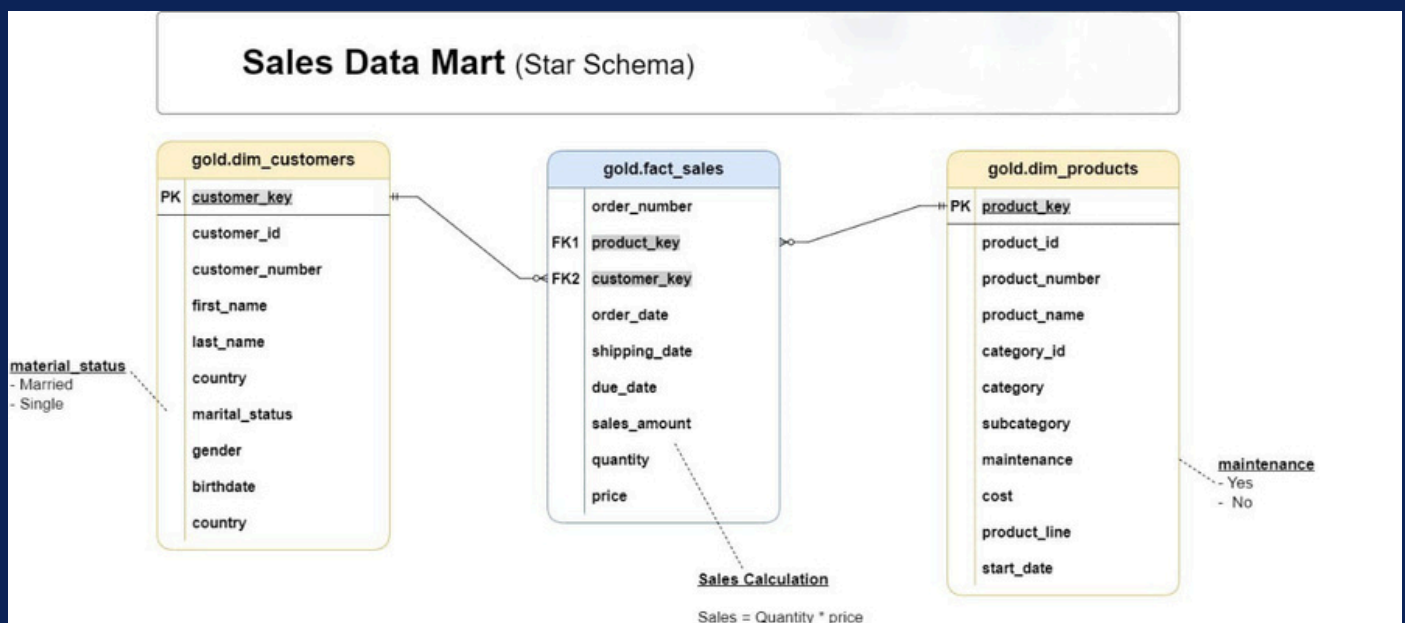 Sales Data Mart (Star Schema)
gold.dim_customers
PK customer_key
customer_id
customer_number
first_name
last_name
country
marital_status
gender
birthdate
country
material_status
- Married
- Single
gold.fact_sales
order_number
FK1 product_key
FK2 customer_key
order_date
shipping_date
due_date
sales_amount
quantity
price
Sales Calculation
Sales = Quantity * price
gold.dim_products
PK product_key
product_id
product_number
product_name
category_id
category
subcategory
maintenance
cost
product_line
start_date
maintenance
- Yes
- No